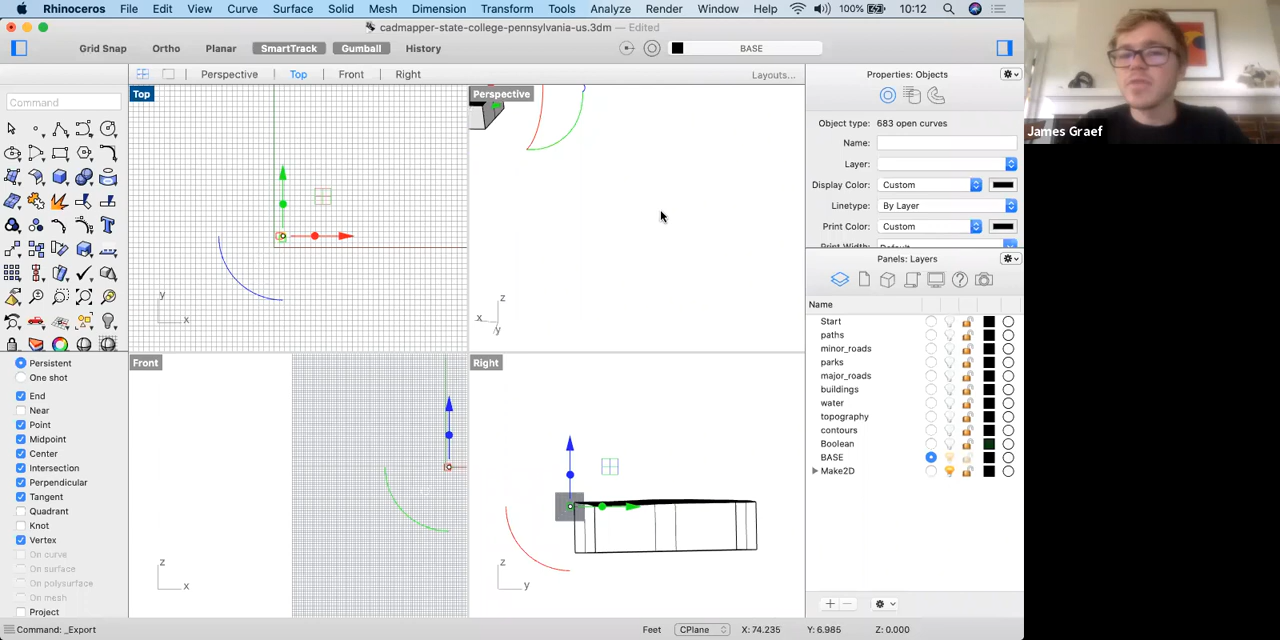 Rhinoceros File Edit View Curve Surface Solid Mesh Dimension Transform Tools Analyze Render Window Help 100% 10:12
cadmapper-state-college-pennsylvania-us.3dm — Edited
Grid Snap Ortho Planar SmartTrack Gumball History BASE
Perspective Top Front Right Layouts...
Properties: Objects
Command
Top
Perspective
Object type: 683 open curves
Name:
Layer:
Display Color: Custom
Linetype: By Layer
Print Color: Custom
Print Width: Default
Panels: Layers
Name
Start
paths
minor_roads
parks
major_roads
buildings
water
topography
contours
Boolean
BASE
Make2D
y
x
z
x
y
Front
Right
z
x
z
y
Persistent
One shot
End
Near
Point
Midpoint
Center
Intersection
Perpendicular
Tangent
Quadrant
Knot
Vertex
On curve
On surface
On polysurface
On mesh
Project
Command: _Export Feet CPlane X: 74.235 Y: 6.985 Z: 0.000
James Graef